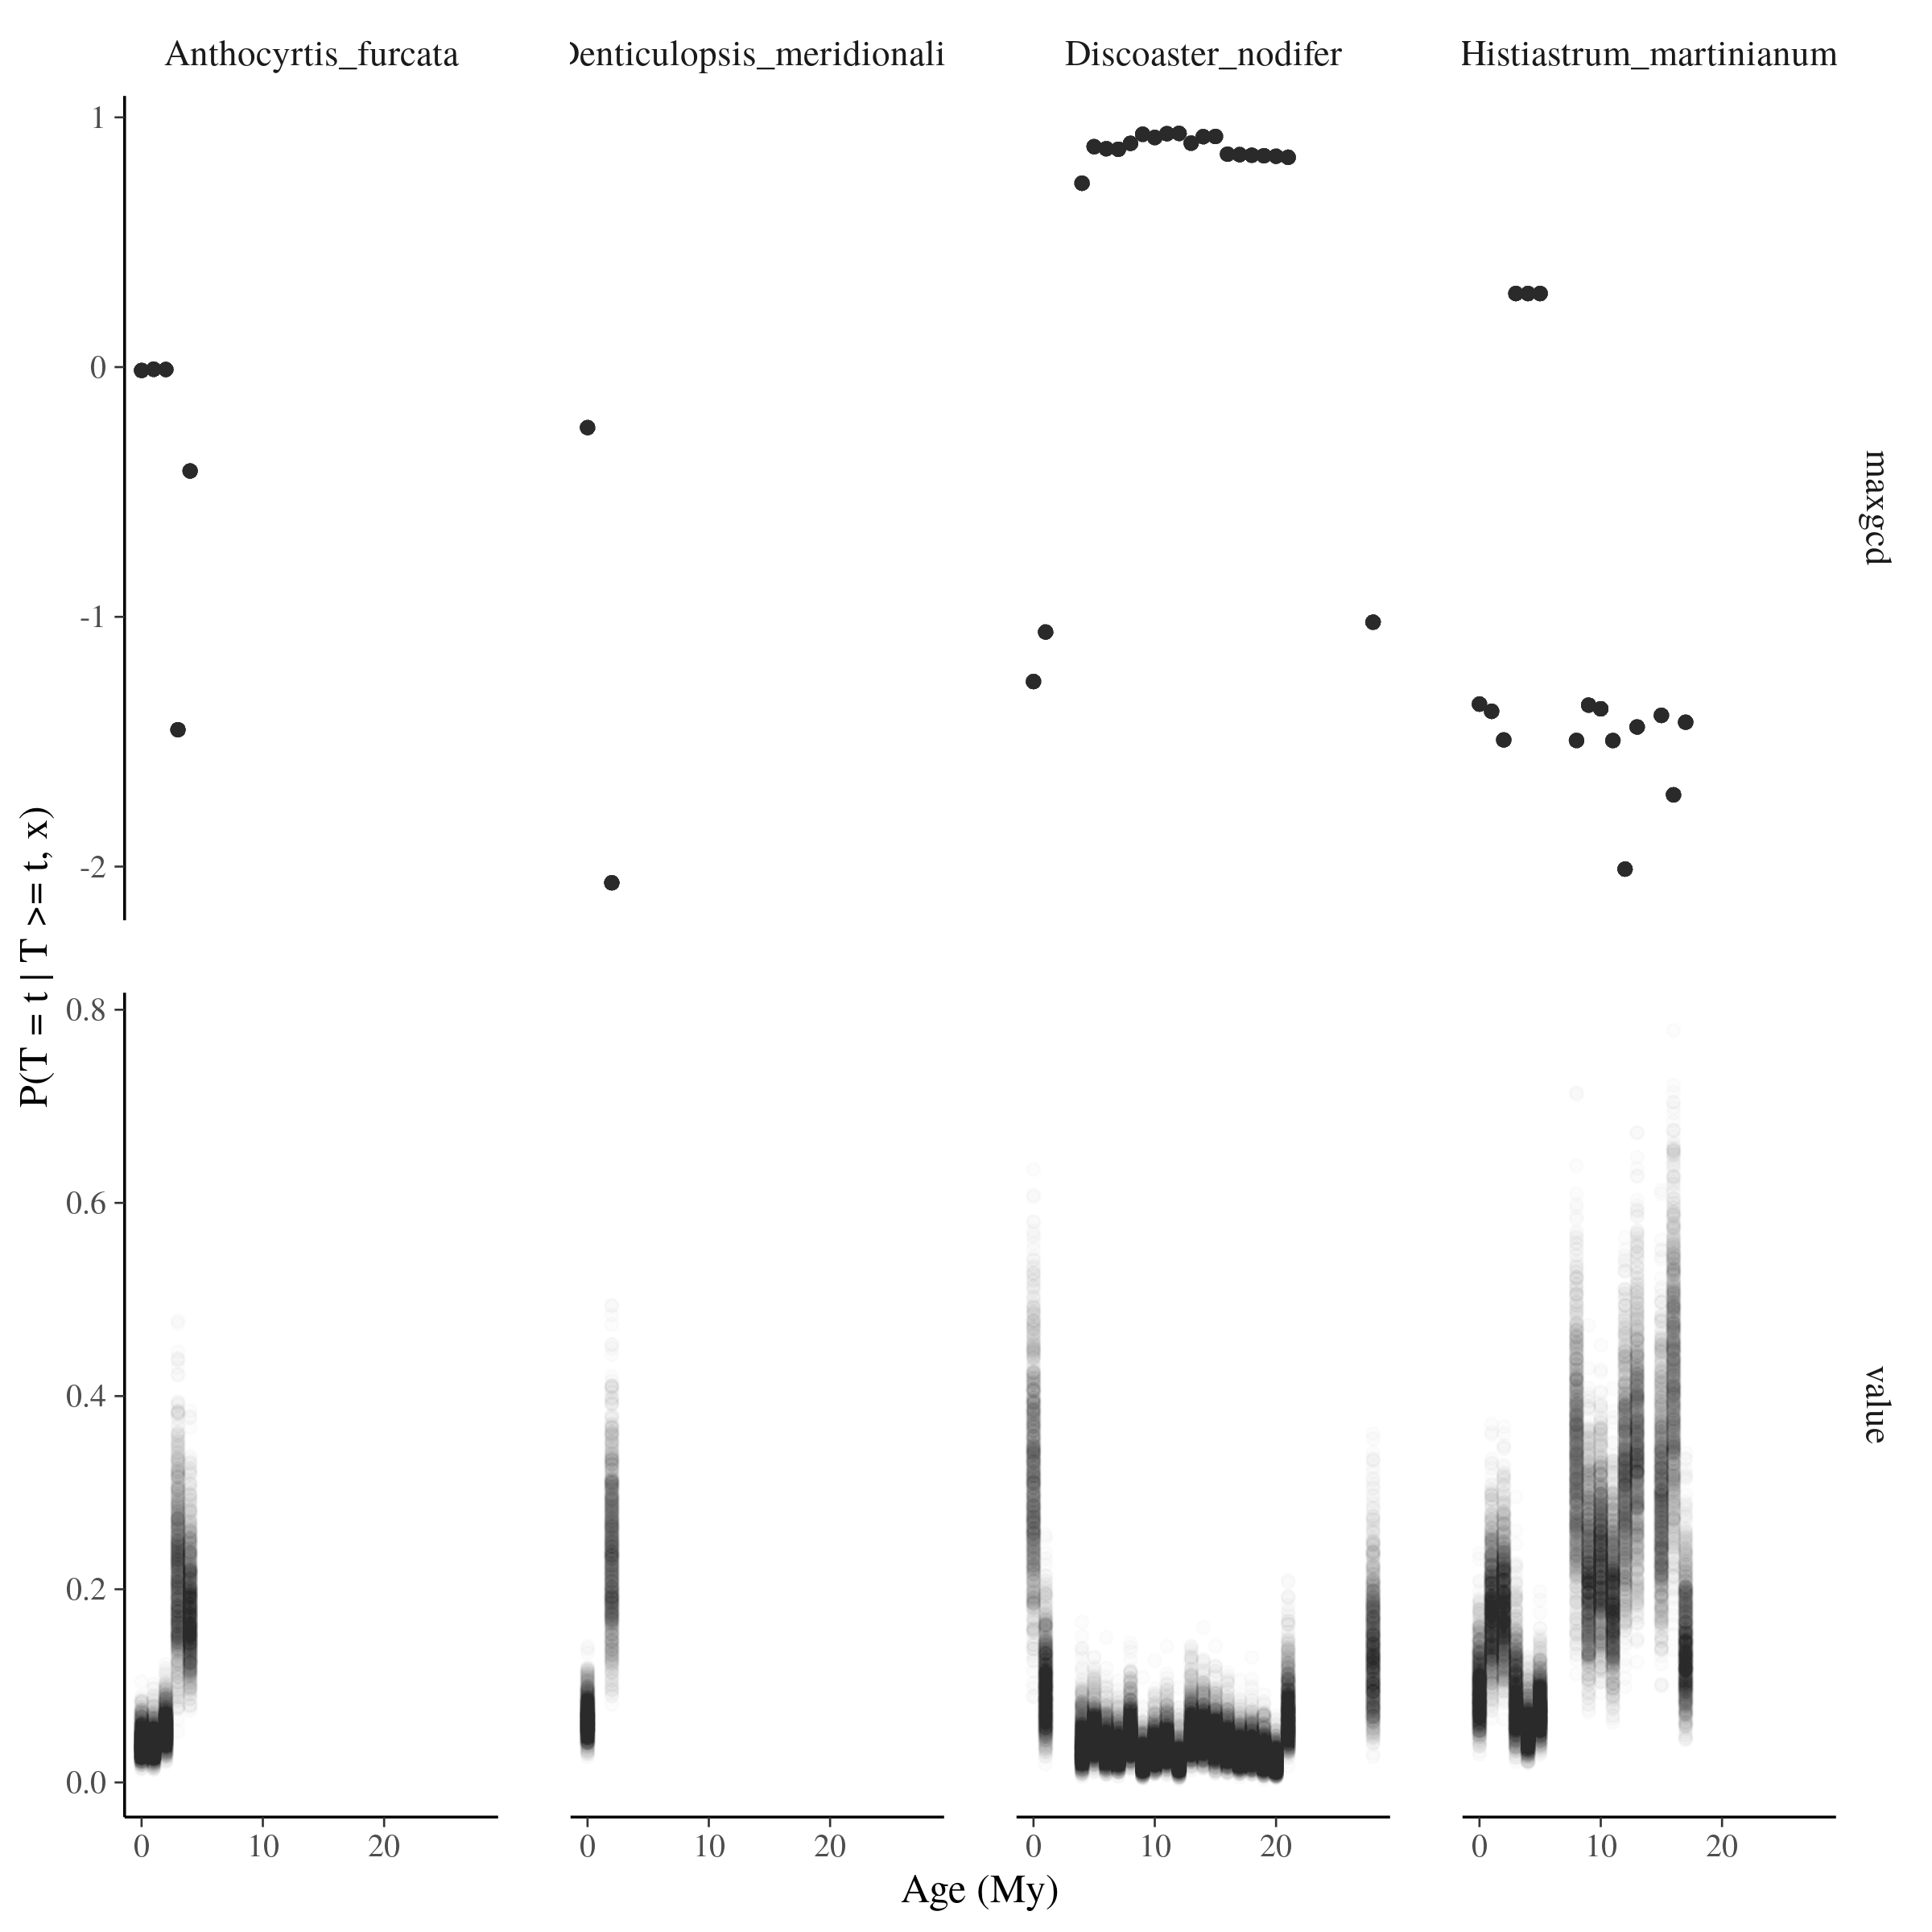 Anthocyrtis_furcata
Denticulopsis_meridionali
Discoaster_nodifer
Histiastrum_martinianum
1
0
-1
-2
maxgcd
P(T = t | T >= t, x)
0.8
0.6
0.4
0.2
0.0
value
0 10 20
0 10 20
0 10 20
0 10 20
Age (My)